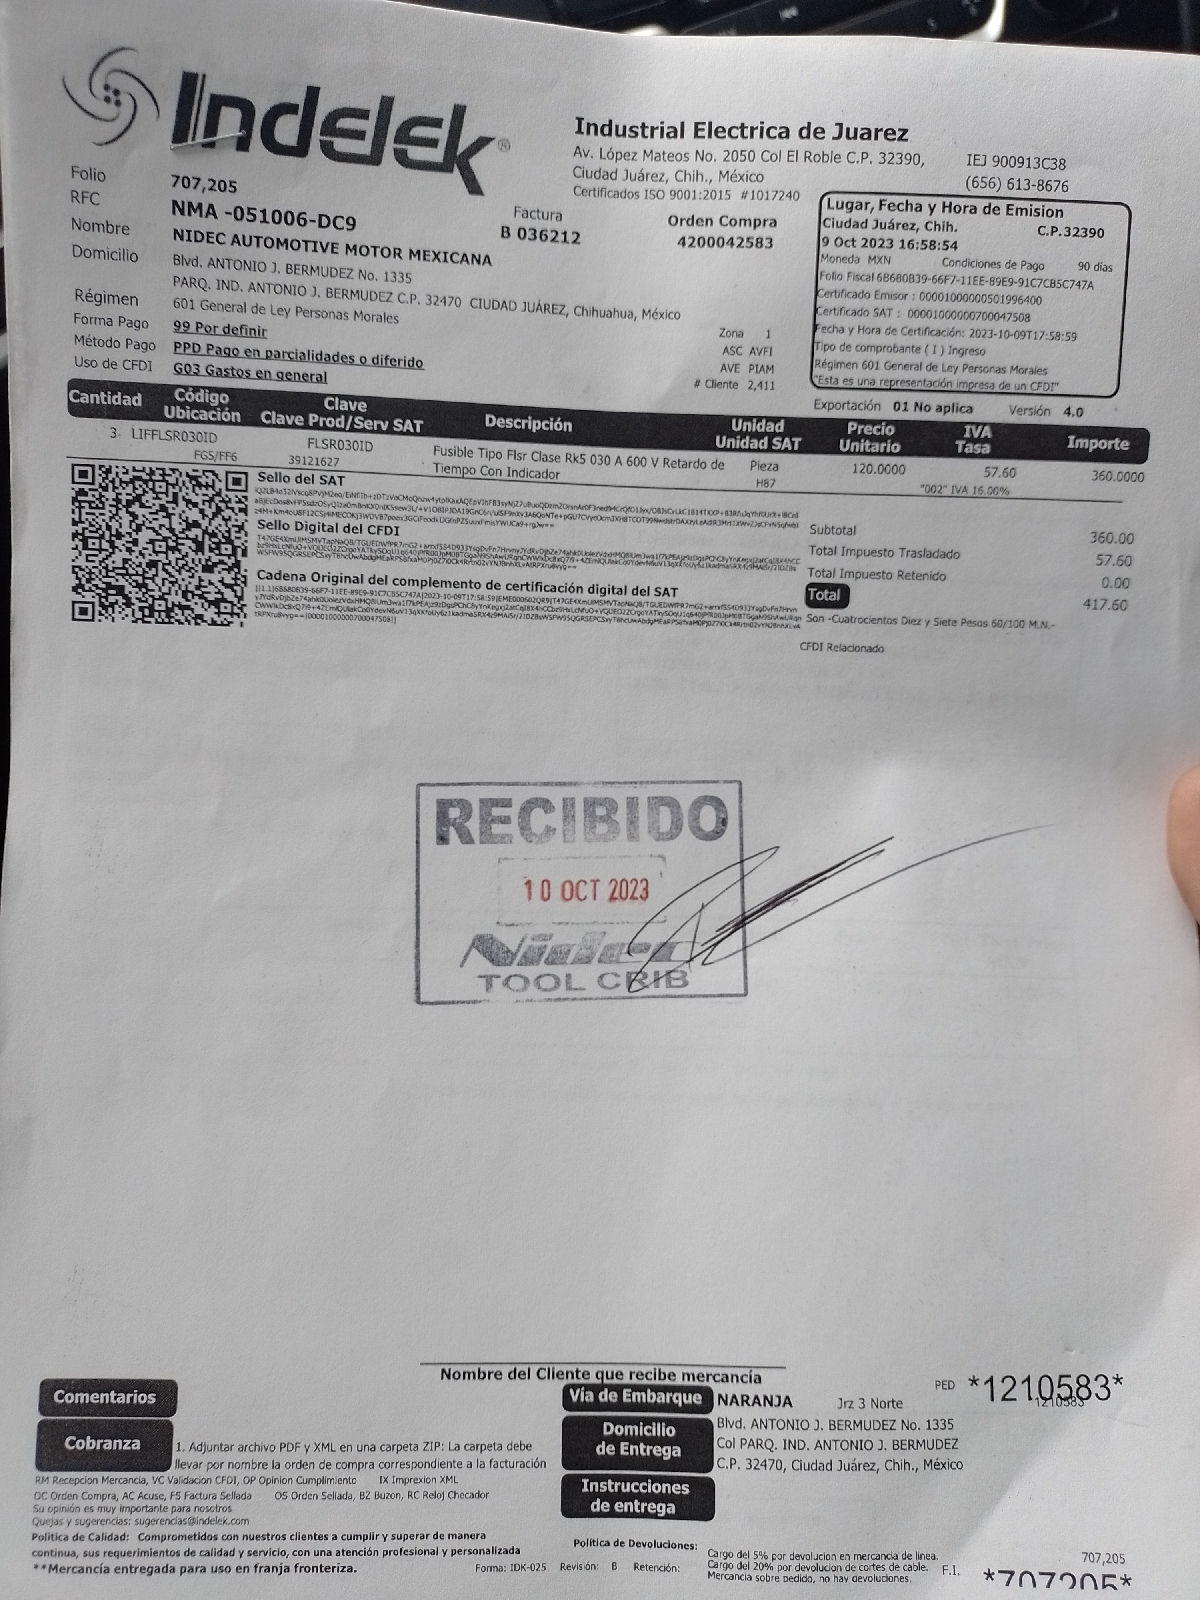 Indelek®
Industrial Electrica de Juarez
Av. López Mateos No. 2050 Col El Roble C.P. 32390,
Ciudad Juárez, Chih., México
Certificados ISO 9001:2015 #1017240
IEJ 900913C38
(656) 613-8676
Folio 707,205
RFC NMA -051006-DC9
Nombre NIDEC AUTOMOTIVE MOTOR MEXICANA
Domicilio Blvd. ANTONIO J. BERMUDEZ No. 1335
PARQ. IND. ANTONIO J. BERMUDEZ C.P. 32470 CIUDAD JUÁREZ, Chihuahua, México
Régimen 601 General de Ley Personas Morales
Forma Pago 99 Por definir
Método Pago PPD Pago en parcialidades o diferido
Uso de CFDI G03 Gastos en general
Factura
B 036212
Orden Compra
4200042583
Zona 1
ASC AVFI
AVE PIAM
# Cliente 2,411
Lugar, Fecha y Hora de Emision
Ciudad Juárez, Chih. C.P.32390
9 Oct 2023 16:58:54
Moneda MXN Condiciones de Pago 90 días
Folio Fiscal 6B680B39-66F7-11EE-89E9-91C7CB5C747A
Certificado Emisor : 00001000000501996400
Certificado SAT : 00001000000700047508
Fecha y Hora de Certificación: 2023-10-09T17:58:59
Tipo de comprobante ( I ) Ingreso
Régimen 601 General de Ley Personas Morales
"Esta es una representación impresa de un CFDI"
Exportación 01 No aplica Versión 4.0
Cantidad Código Ubicación Clave Clave Prod/Serv SAT Descripción Unidad Unidad SAT Precio Unitario IVA Tasa Importe
3 LIFFLSR030ID FLSR030ID Fusible Tipo Flsr Clase Rk5 030 A 600 V Retardo de Pieza 120.0000 57.60 360.0000
FGS/FF6 39121627 Tiempo Con Indicador H87 "002" IVA 16.00%
Sello del SAT
Sello Digital del CFDI
Cadena Original del complemento de certificación digital del SAT
Subtotal 360.00
Total Impuesto Trasladado 57.60
Total Impuesto Retenido 0.00
Total 417.60
Son -Cuatrocientos Diez y Siete Pesos 60/100 M.N.-
CFDI Relacionado
RECIBIDO
10 OCT 2023
Nidec
TOOL CRIB
Nombre del Cliente que recibe mercancía
Comentarios
Cobranza
1. Adjuntar archivo PDF y XML en una carpeta ZIP: La carpeta debe
llevar por nombre la orden de compra correspondiente a la facturación
Vía de Embarque NARANJA Jrz 3 Norte
PED *1210583*
1210583
Domicilio de Entrega
Blvd. ANTONIO J. BERMUDEZ No. 1335
Col PARQ. IND. ANTONIO J. BERMUDEZ
C.P. 32470, Ciudad Juárez, Chih., México
Instrucciones de entrega
RM Recepcion Mercancia, VC Validacion CFDI, OP Opinion Cumplimiento IX Imprexion XML
OC Orden Compra, AC Acuse, FS Factura Sellada OS Orden Sellada, BZ Buzon, RC Reloj Checador
Su opinión es muy importante para nosotros
Quejas y sugerencias: sugerencias@indelek.com
Politica de Calidad: Comprometidos con nuestros clientes a cumplir y superar de manera
continua, sus requerimientos de calidad y servicio, con una atención profesional y personalizada
**Mercancía entregada para uso en franja fronteriza.
Forma: IDK-025 Revisión: B Retención:
Politica de Devoluciones:
Cargo del 5% por devolucion en mercancia de linea.
Cargo del 20% por devolucion de cortes de cable.
Mercancia sobre pedido, no hay devoluciones.
F.I.
707,205
*707205*